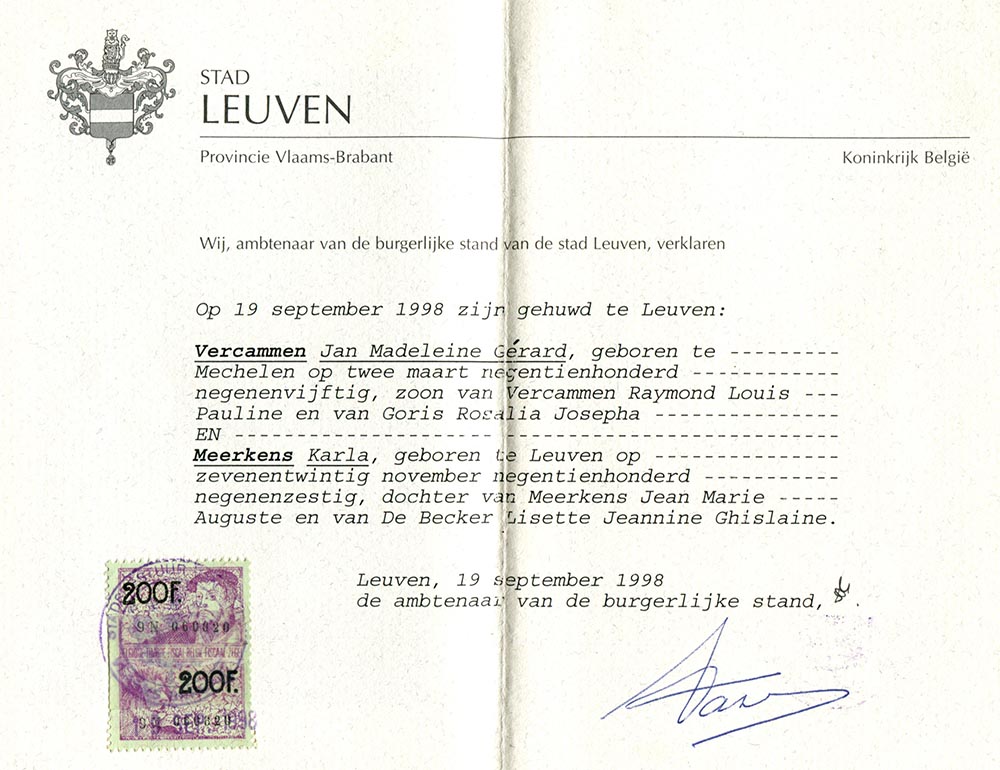 STAD
LEUVEN
Provincie Vlaams-Brabant
Koninkrijk België
Wij, ambtenaar van de burgerlijke stand van de stad Leuven, verklaren
Op 19 september 1998 zijn gehuwd te Leuven:
Vercammen Jan Madeleine Gérard, geboren te ---------
Mechelen op twee maart negentienhonderd ------------
negenenvijftig, zoon van Vercammen Raymond Louis ---
Pauline en van Goris Rosalia Josepha ---------------
EN -------------------------------------------------
Meerkens Karla, geboren te Leuven op ---------------
zevenentwintig november negentienhonderd -----------
negenenzestig, dochter van Meerkens Jean Marie -----
Auguste en van De Becker Lisette Jeannine Ghislaine.
Leuven, 19 september 1998
de ambtenaar van de burgerlijke stand, .
200F.
9N 060820
200F.
9N 060820